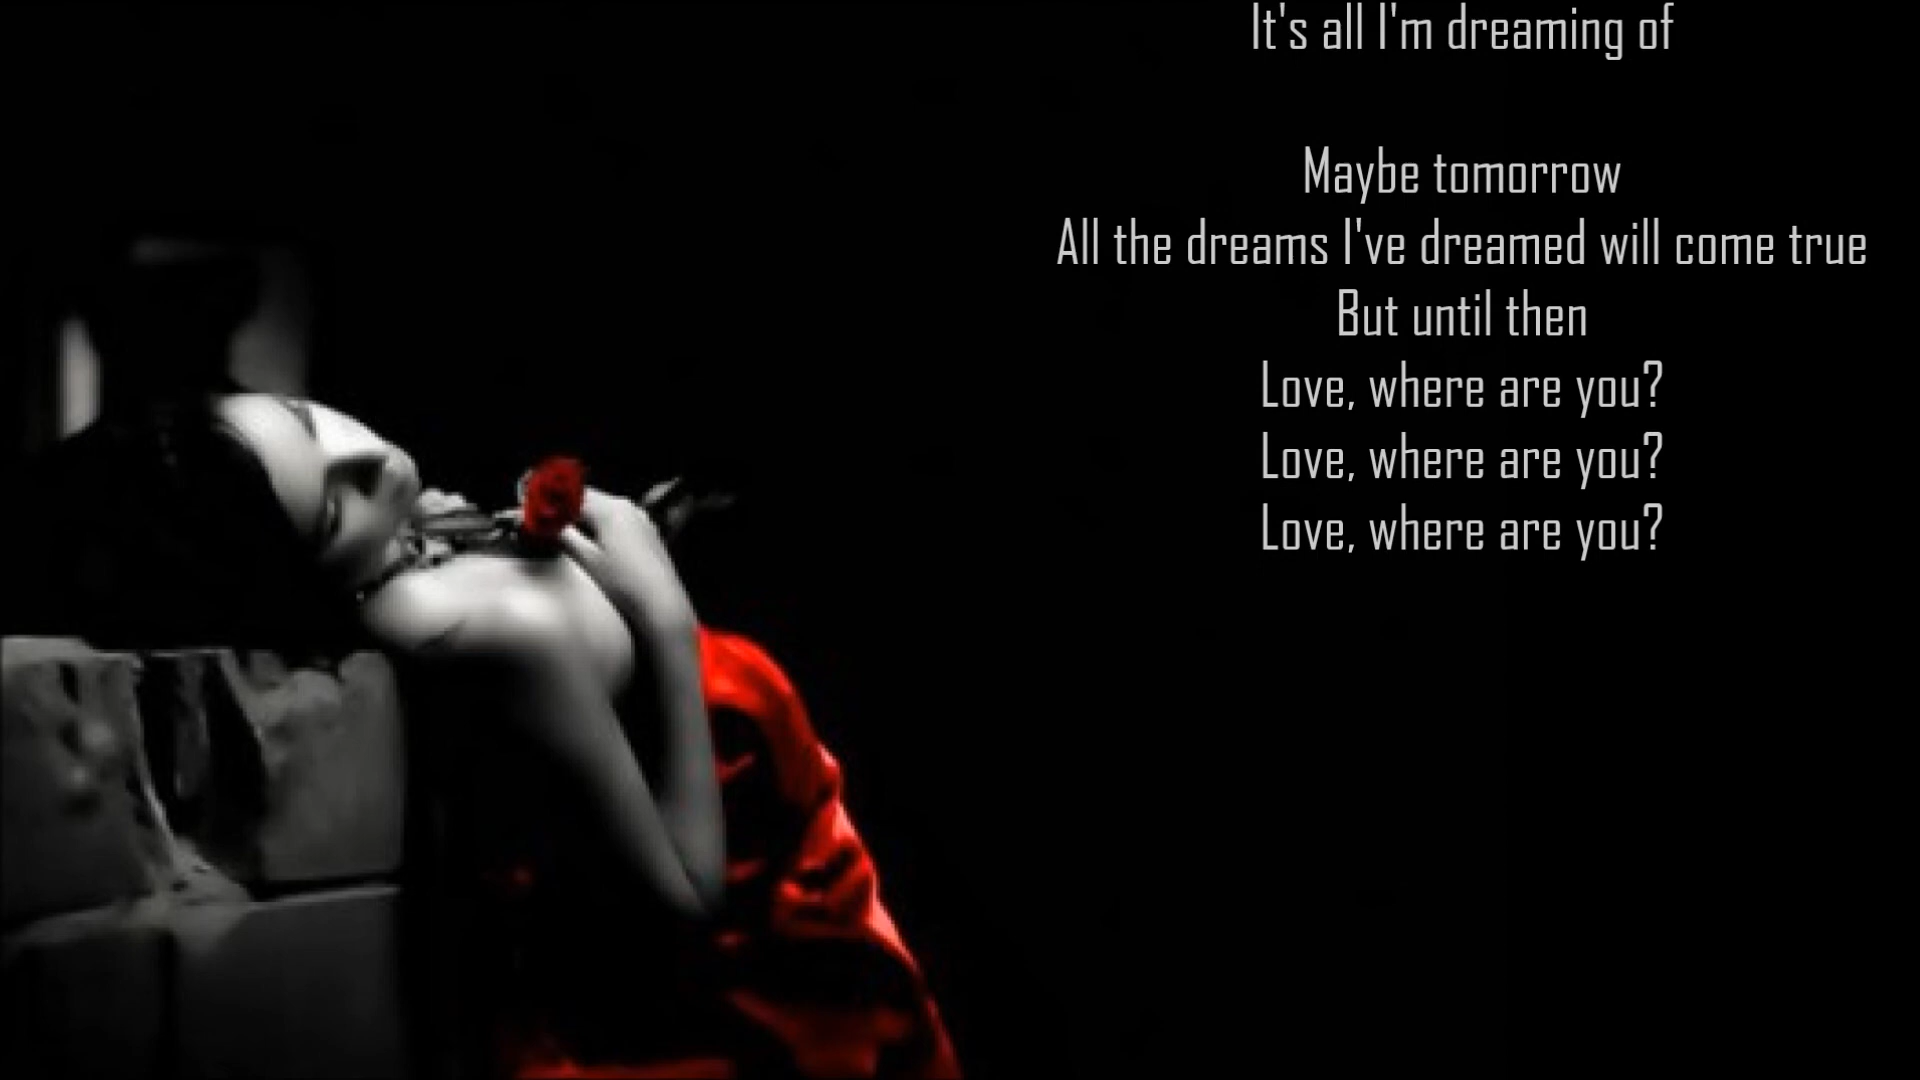 It's all I'm dreaming of
Maybe tomorrow
All the dreams I've dreamed will come true
But until then
Love, where are you?
Love, where are you?
Love, where are you?